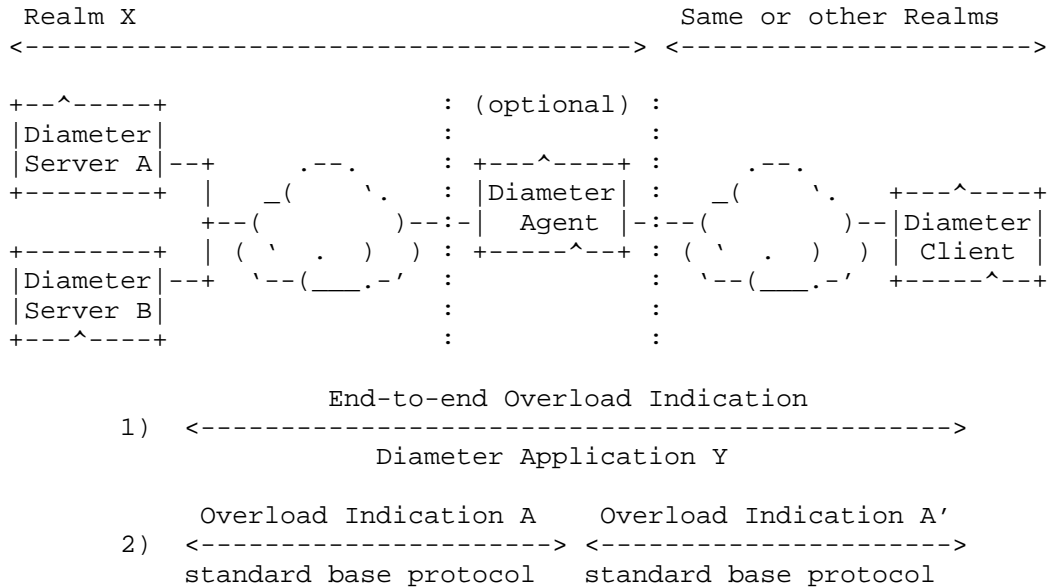 Realm X                                  Same or other Realms
<--------------------------------------> <---------------------->
+--^-----+                 : (optional) :
|Diameter|                 :            :
|Server A|--+     .--.     : +---^----+ :     .--.
+--------+  |   _(    `.   : |Diameter| :   _(    `.   +---^----+
            +--(        )--:-|  Agent |-:--(        )--|Diameter|
+--------+  | ( `  .  )  ) : +-----^--+ : ( `  .  )  ) | Client |
|Diameter|--+  `--(___.-'  :            :  `--(___.-'  +-----^--+
|Server B|                 :            :
+---^----+                 :            :
End-to-end Overload Indication
1)  <----------------------------------------------->
Diameter Application Y
Overload Indication A    Overload Indication A'
2)  <-----------------------> <---------------------->
standard base protocol   standard base protocol